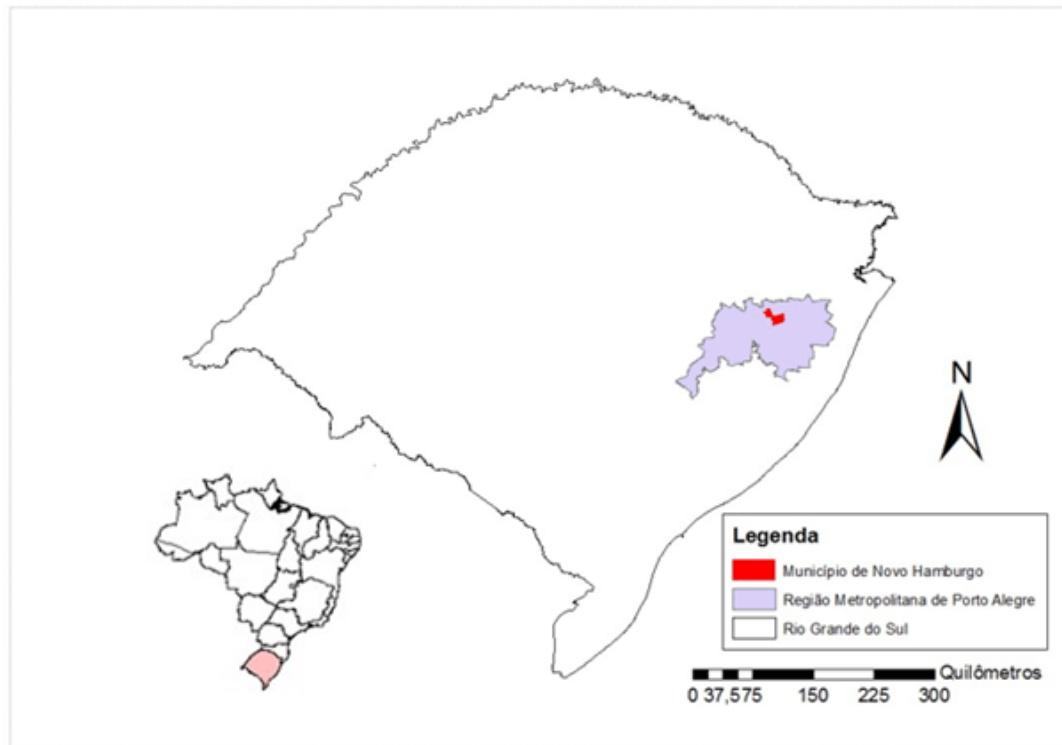 N
Legenda
Município de Novo Hamburgo
Região Metropolitana de Porto Alegre
Rio Grande do Sul
Quilômetros
0 37,575 150 225 300